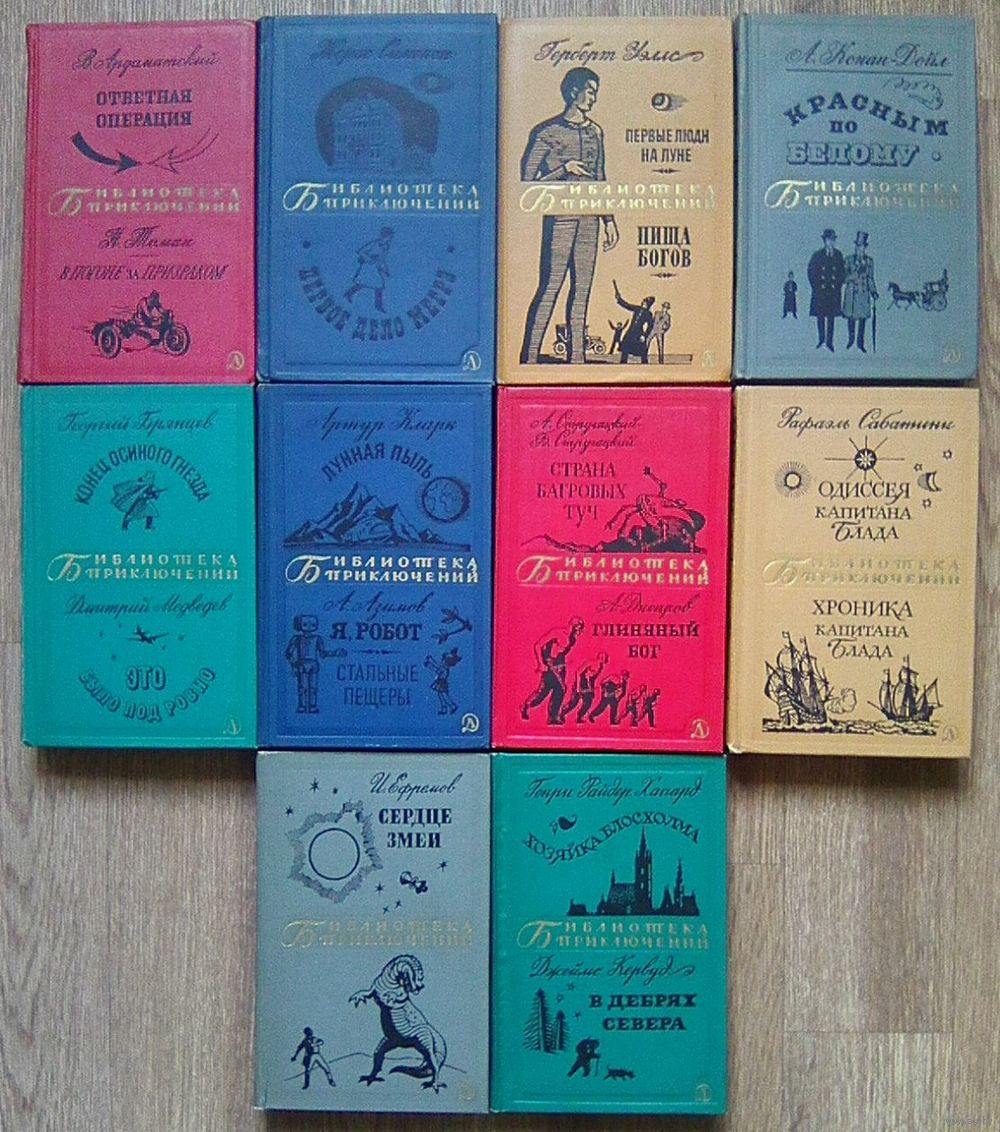 В. Ардаматский
ОТВЕТНАЯ
ОПЕРАЦИЯ
БИБЛИОТЕКА
ПРИКЛЮЧЕНИЙ
Н. Томан
В ПОГОНЕ ЗА ПРИЗРАКОМ
Жорж Сименон
БИБЛИОТЕКА
ПРИКЛЮЧЕНИЙ
ПЕРВОЕ ДЕЛО МЕГРЭ
Герберт Уэллс
ПЕРВЫЕ ЛЮДИ
НА ЛУНЕ
БИБЛИОТЕКА
ПРИКЛЮЧЕНИЙ
ПИЩА
БОГОВ
А. Конан-Дойл
КРАСНЫМ
ПО
БЕЛОМУ
БИБЛИОТЕКА
ПРИКЛЮЧЕНИЙ
Георгий Брянцев
КОНЕЦ ОСИНОГО ГНЕЗДА
БИБЛИОТЕКА
ПРИКЛЮЧЕНИЙ
Дмитрий Медведев
ЭТО
БЫЛО ПОД РОВНО
Артур Кларк
ЛУННАЯ ПЫЛЬ
БИБЛИОТЕКА
ПРИКЛЮЧЕНИЙ
А. Азимов
Я, РОБОТ
СТАЛЬНЫЕ
ПЕЩЕРЫ
А. Стругацкий
Б. Стругацкий
СТРАНА
БАГРОВЫХ
ТУЧ
БИБЛИОТЕКА
ПРИКЛЮЧЕНИЙ
А. Днепров
ГЛИНЯНЫЙ
БОГ
Рафаэль Сабатини
ОДИССЕЯ
КАПИТАНА
БЛАДА
БИБЛИОТЕКА
ПРИКЛЮЧЕНИЙ
ХРОНИКА
КАПИТАНА
БЛАДА
И. Ефремов
СЕРДЦЕ
ЗМЕИ
БИБЛИОТЕКА
ПРИКЛЮЧЕНИЙ
Генри Райдер Хаггард
ХОЗЯЙКА БЛОСХОЛМА
БИБЛИОТЕКА
ПРИКЛЮЧЕНИЙ
Джеймс Кервуд
В ДЕБРЯХ
СЕВЕРА